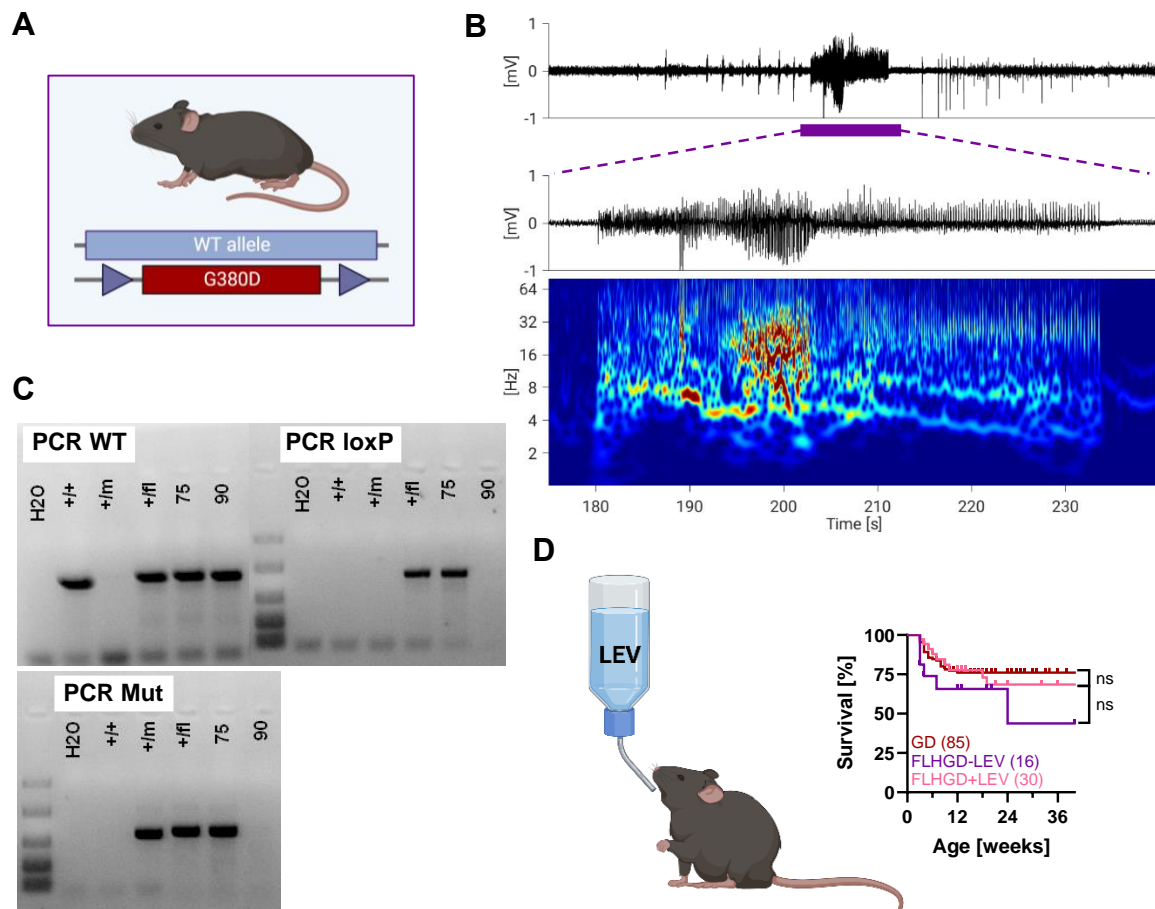 A
WT allele
G380D
B
1
[mV]
0
-1
1
[mV]
0
-1
64
32
16
[Hz]
8
4
2
180 190 200 210 220 230
Time [s]
C
PCR WT
H2O +/+ +/m +/fl 75 90
PCR loxP
H2O +/+ +/m +/fl 75 90
PCR Mut
H2O +/+ +/m +/fl 75 90
D
LEV
Survival [%]
100
75
50
25
0
ns
ns
GD (85)
FLHGD-LEV (16)
FLHGD+LEV (30)
0 12 24 36
Age [weeks]